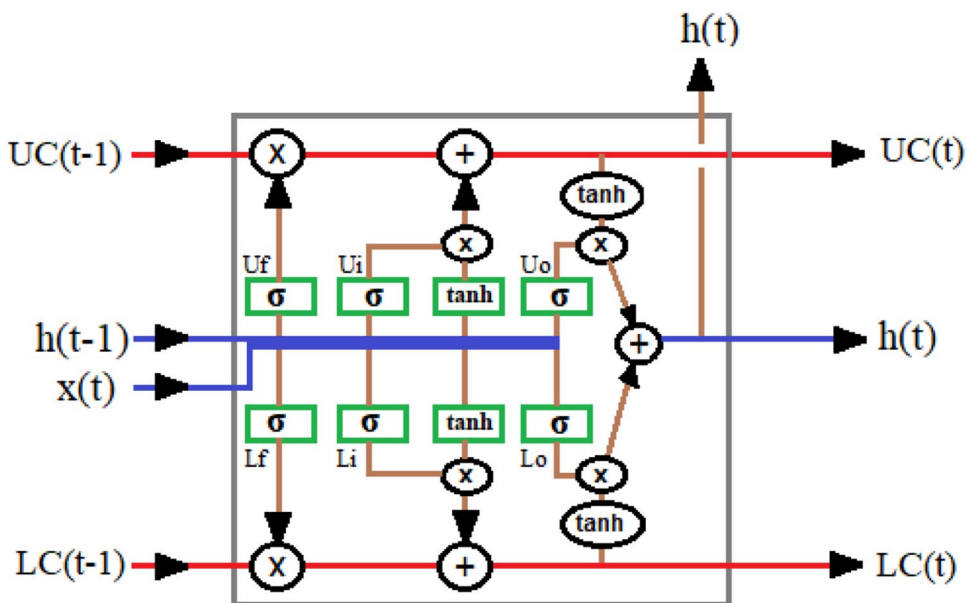 h(t)
UC(t-1)
x
+
UC(t)
tanh
x
x
Uf
Ui
Uo
σ
σ
tanh
σ
h(t-1)
+
h(t)
x(t)
σ
σ
tanh
σ
Lf
Li
Lo
x
x
tanh
LC(t-1)
x
+
LC(t)